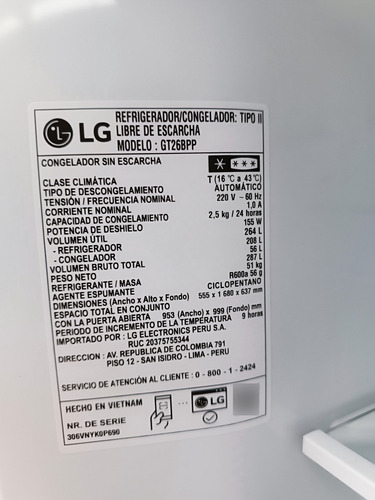 LG
REFRIGERADOR/CONGELADOR: TIPO II
LIBRE DE ESCARCHA
MODELO : GT26BPP
CONGELADOR SIN ESCARCHA
CLASE CLIMÁTICA T (16 °C a 43 °C)
TIPO DE DESCONGELAMIENTO AUTOMÁTICO
TENSIÓN / FRECUENCIA NOMINAL 220 V ~ 60 Hz
CORRIENTE NOMINAL 1,0 A
CAPACIDAD DE CONGELAMIENTO 2,5 kg / 24 horas
POTENCIA DE DESHIELO 155 W
VOLUMEN ÚTIL 264 L
- REFRIGERADOR 208 L
- CONGELADOR 56 L
VOLUMEN BRUTO TOTAL 287 L
PESO NETO 51 kg
REFRIGERANTE / MASA R600a 56 g
AGENTE ESPUMANTE CICLOPENTANO
DIMENSIONES (Ancho x Alto x Fondo) 555 x 1 680 x 637 mm
ESPACIO TOTAL EN CONJUNTO
CON LA PUERTA ABIERTA 953 (Ancho) x 999 (Fondo) mm
PERIODO DE INCREMENTO DE LA TEMPERATURA 9 horas
IMPORTADO POR : LG ELECTRONICS PERU S.A.
RUC 20375755344
DIRECCION : AV. REPUBLICA DE COLOMBIA 791
PISO 12 - SAN ISIDRO - LIMA - PERU
SERVICIO DE ATENCIÓN AL CLIENTE : 0 - 800 - 1 - 2424
HECHO EN VIETNAM
LG
NR. DE SERIE
306VNYK0P690